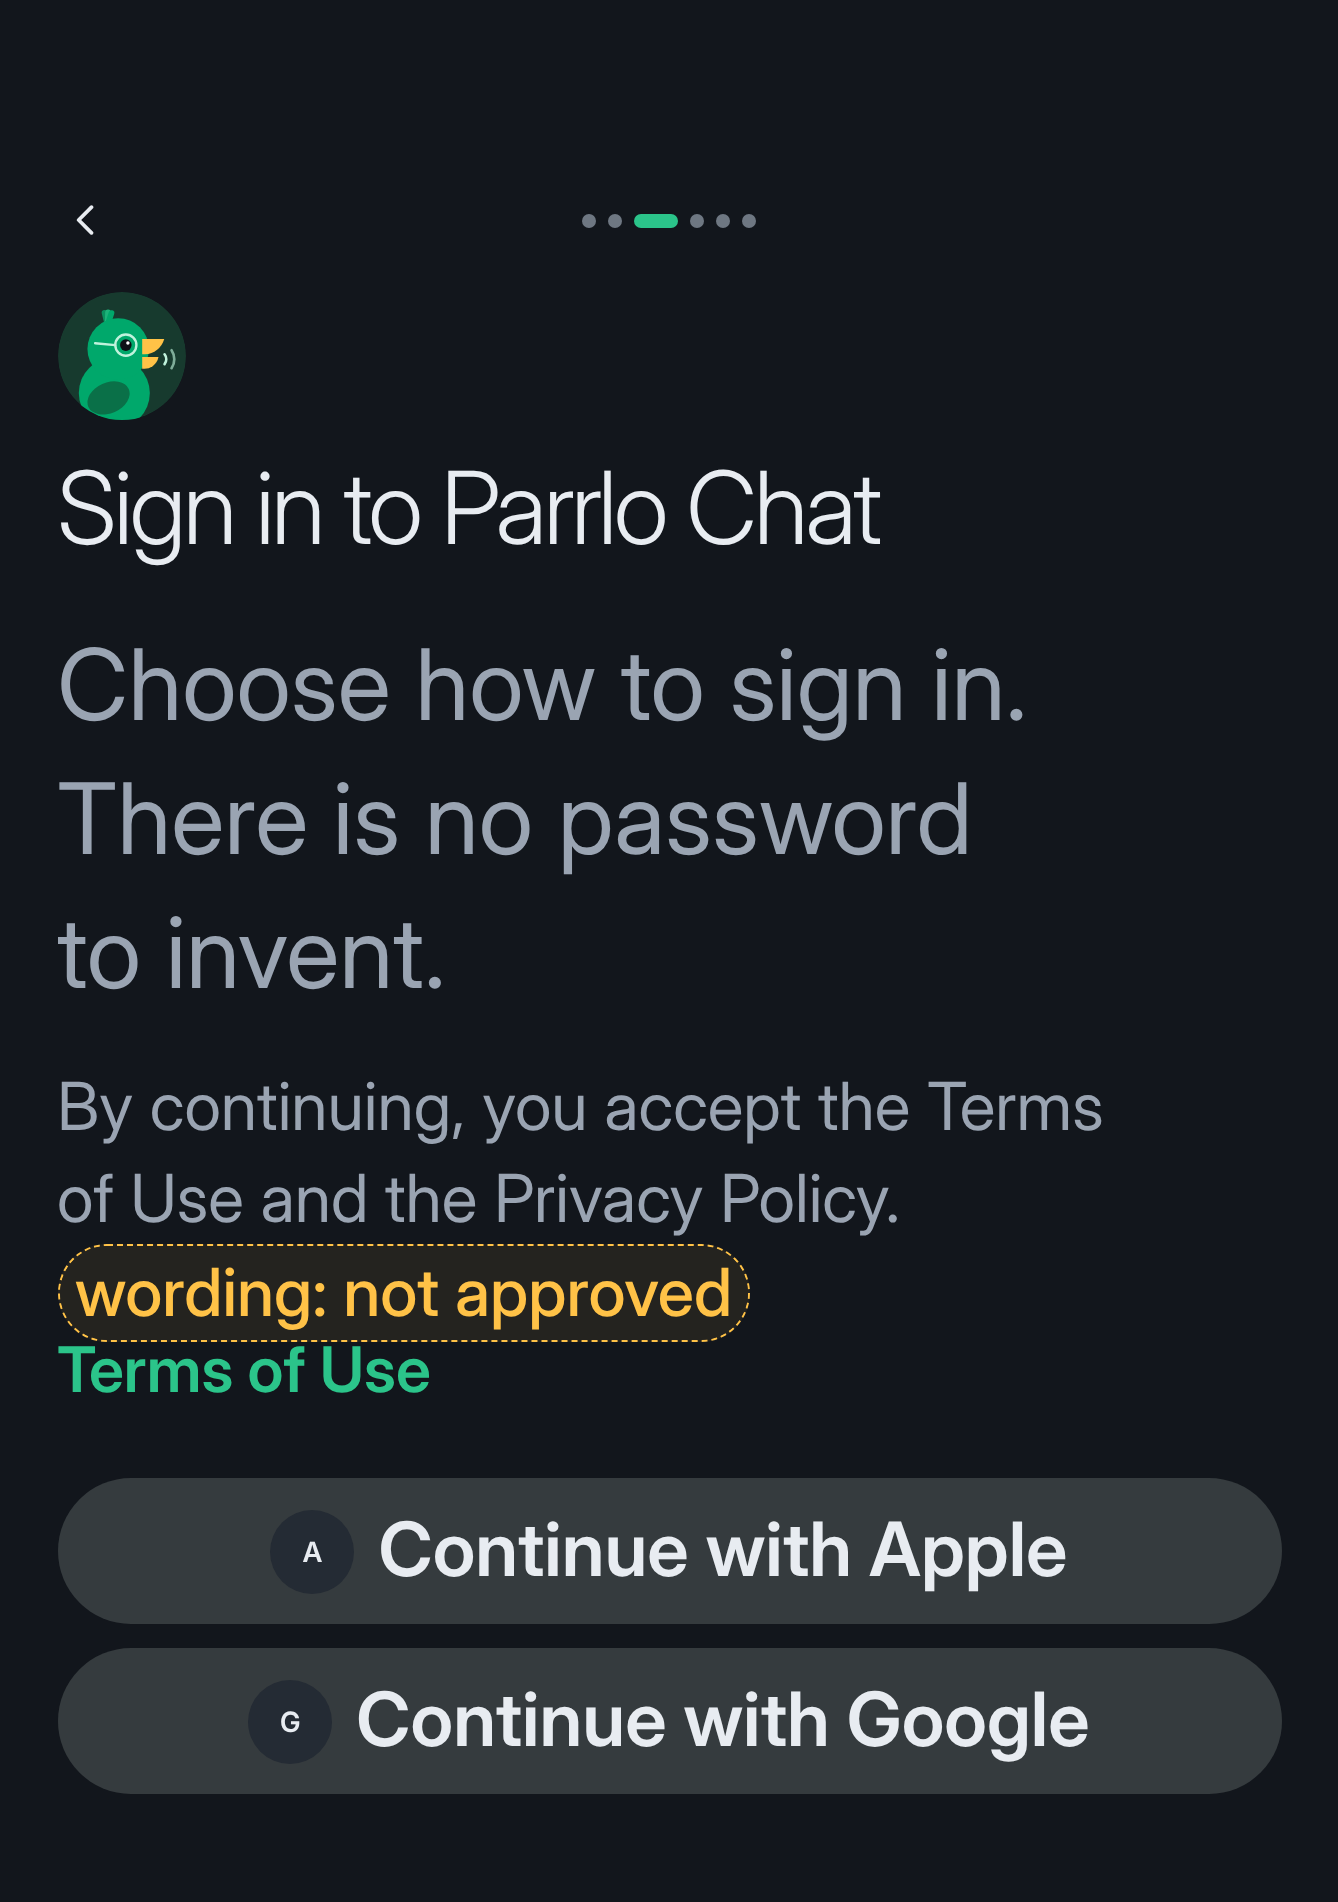 Sign in to Parrlo Chat
Choose how to sign in.
There is no password
to invent.
By continuing, you accept the Terms
of Use and the Privacy Policy.
wording: not approved
Terms of Use
A Continue with Apple
G Continue with Google